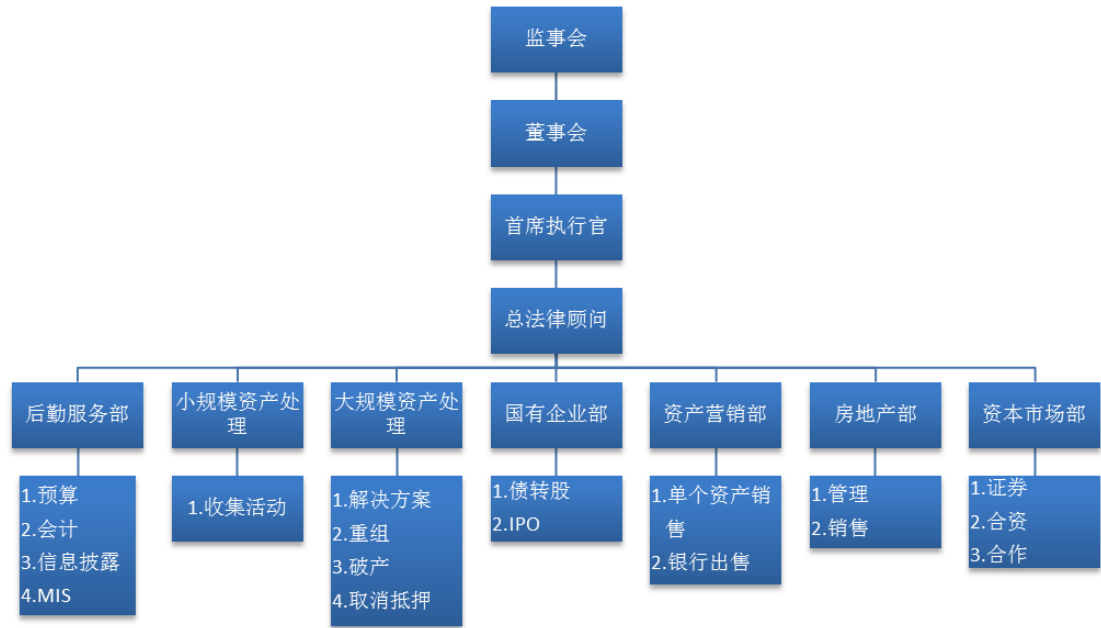 监事会
董事会
首席执行官
总法律顾问
后勤服务部
小规模资产处
理
大规模资产处
理
国有企业部
资产营销部
房地产部
资本市场部
1.预算
2.会计
3.信息披露
4.MIS
1.收集活动
1.解决方案
2.重组
3.破产
4.取消抵押
1.债转股
2.IPO
1.单个资产销
售
2.银行出售
1.管理
2.销售
1.证券
2.合资
3.合作